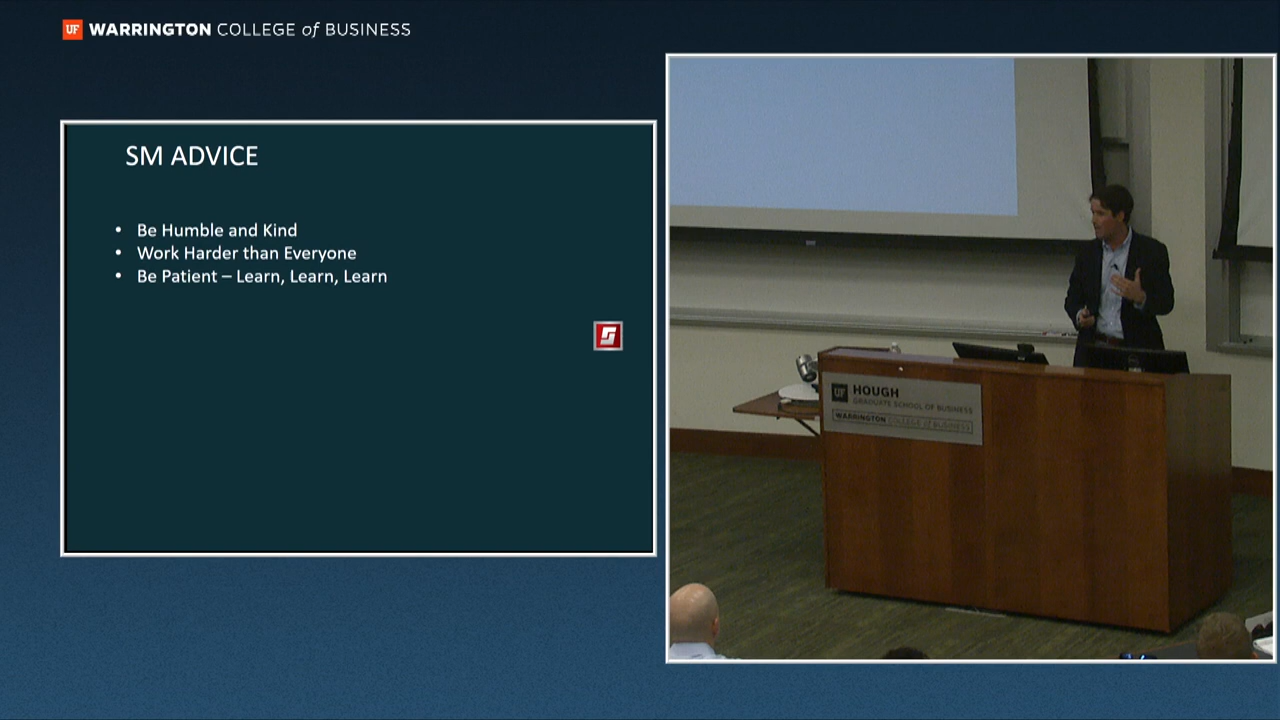 UF WARRINGTON COLLEGE of BUSINESS
SM ADVICE
• Be Humble and Kind
• Work Harder than Everyone
• Be Patient – Learn, Learn, Learn
UF HOUGH
GRADUATE SCHOOL OF BUSINESS
WARRINGTON COLLEGE of BUSINESS